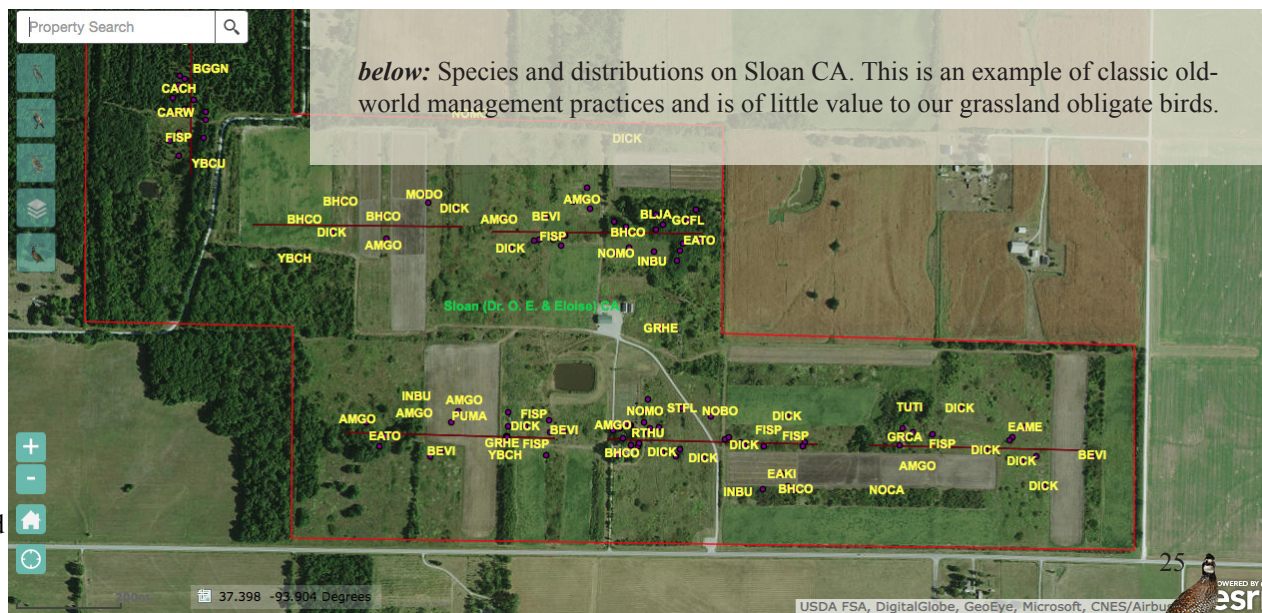 Property Search
below: Species and distributions on Sloan CA. This is an example of classic old-
world management practices and is of little value to our grassland obligate birds.
NOMO
DICK
BGGN
CACH
CARW
FISP
YBCU
BHCO
MODO
DICK
BHCO
BHCO
DICK
AMGO
YBCH
AMGO
AMGO
BEVI
DICK
FISP
BLJA
GCFL
BHCO
EATO
NOMO
INBU
Sloan (Dr. O. E. & Eloise) CA
GRHE
INBU
AMGO
AMGO
AMGO
PUMA
EATO
BEVI
FISP
DICK
BEVI
GRHE
FISP
YBCH
NOMO
STFL
NOBO
AMGO
RTHU
BHCO
DICK
DICK
DICK
FISP
DICK
FISP
TUTI
DICK
GRCA
FISP
EAME
DICK
DICK
BEVI
AMGO
EAKI
INBU
BHCO
NOCA
DICK
+
-
d
25
200m
37.398 -93.904 Degrees
POWERED BY
esri
USDA FSA, DigitalGlobe, GeoEye, Microsoft, CNES/Airbus